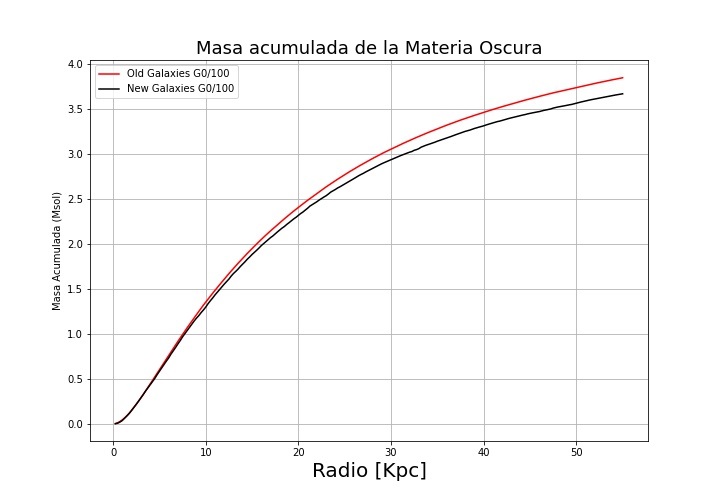 Masa acumulada de la Materia Oscura
Old Galaxies G0/100
New Galaxies G0/100
Masa Acumulada (Msol)
4.0
3.5
3.0
2.5
2.0
1.5
1.0
0.5
0.0
0 10 20 30 40 50
Radio [Kpc]